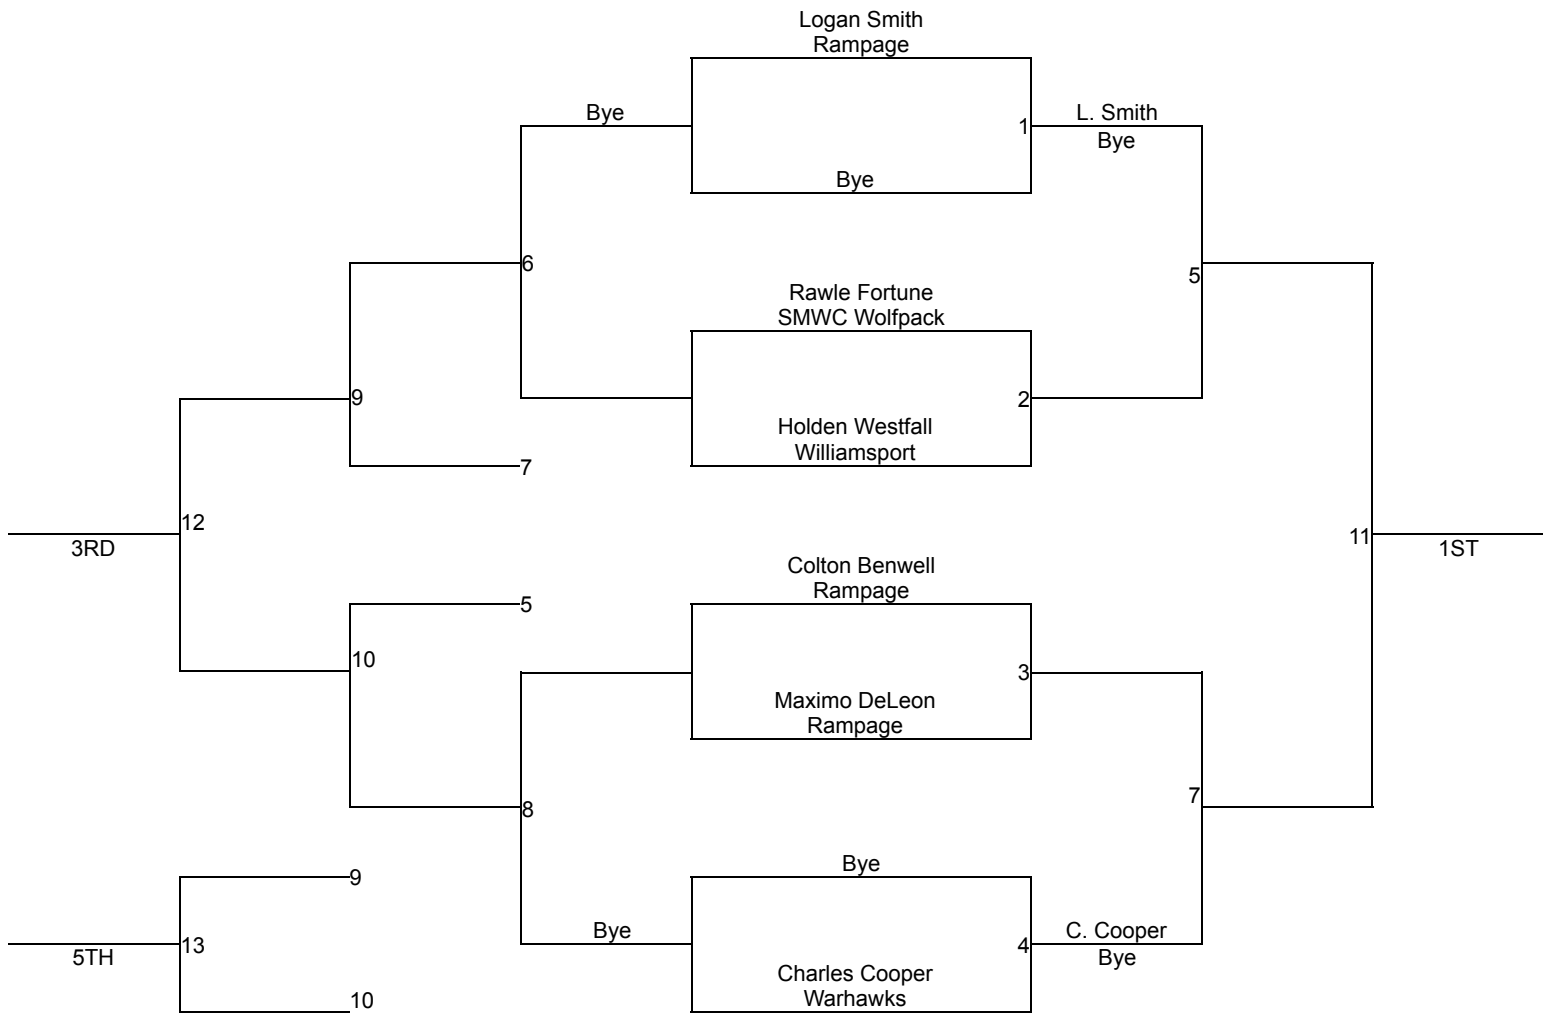 Logan Smith
Rampage
Bye
1
L. Smith
Bye
Bye
6
5
Rawle Fortune
SMWC Wolfpack
9
2
Holden Westfall
Williamsport
7
12
3RD
11
1ST
Colton Benwell
Rampage
5
10
3
Maximo DeLeon
Rampage
8
7
Bye
9
Bye
C. Cooper
13
4
5TH
Bye
Charles Cooper
Warhawks
10